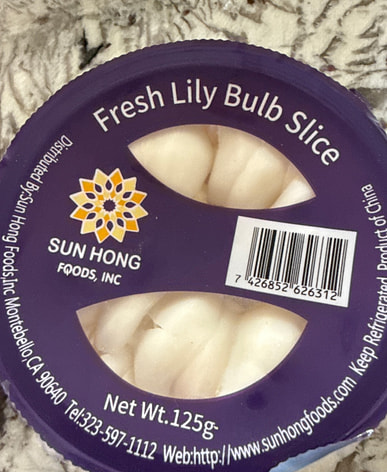 Fresh Lily Bulb Slice
SUN HONG
FOODS, INC
7 426852 626312
Net Wt.125g
Distributed By:Sun Hong Foods,Inc Montebello,CA 90640 Tel:323-597-1112 Web:http://www.sunhongfoods.com Keep Refrigerated Prodkt Of China